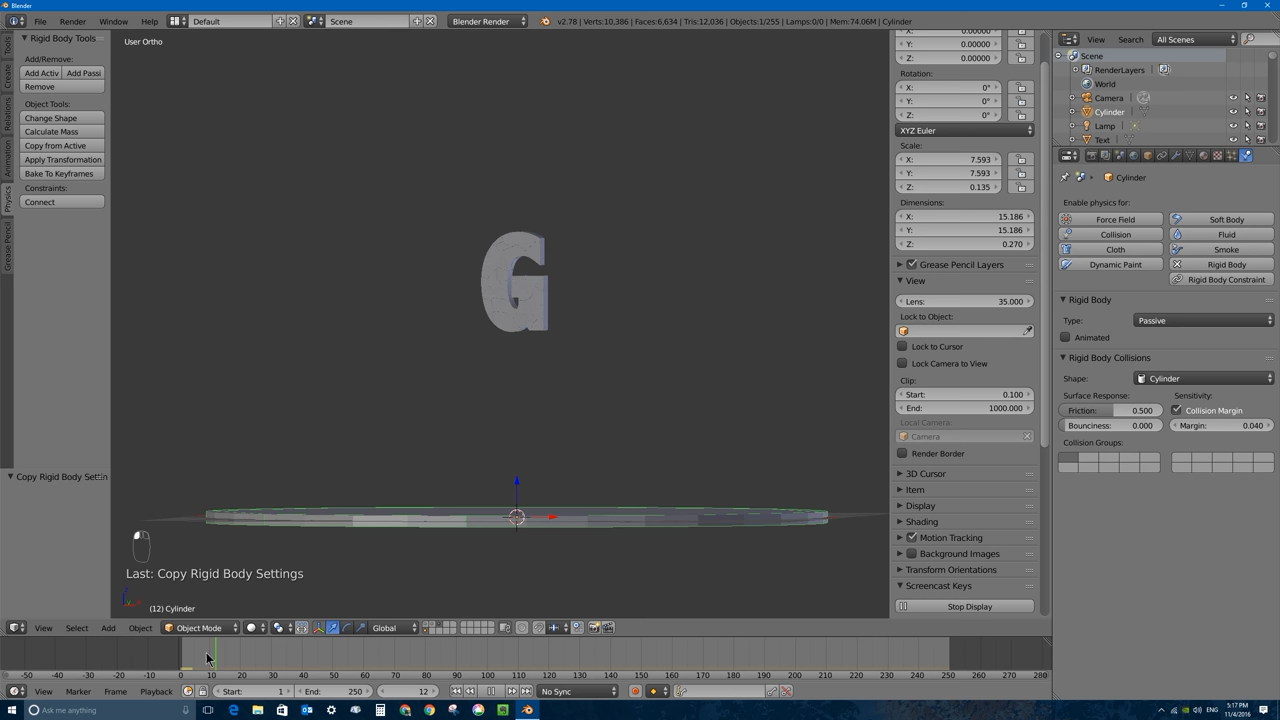 Blender
File Render Window Help Default Scene Blender Render v2.78 | Verts:10,386 | Faces:6,634 | Tris:12,036 | Objects:1/255 | Lamps:0/0 | Mem:74.06M | Cylinder
Rigid Body Tools
Add/Remove:
Add Activ Add Passi
Remove
Object Tools:
Change Shape
Calculate Mass
Copy from Active
Apply Transformation
Bake To Keyframes
Constraints:
Connect
Tools
Create
Relations
Animation
Physics
Grease Pencil
Copy Rigid Body Settin
User Ortho
G
Last: Copy Rigid Body Settings
(12) Cylinder
0.00000
Y: 0.00000
Z: 0.00000
Rotation:
X: 0°
Y: 0°
Z: 0°
XYZ Euler
Scale:
X: 7.593
Y: 7.593
Z: 0.135
Dimensions:
X: 15.186
Y: 15.186
Z: 0.270
Grease Pencil Layers
View
Lens: 35.000
Lock to Object:
Lock to Cursor
Lock Camera to View
Clip:
Start: 0.100
End: 1000.000
Local Camera:
Camera
Render Border
3D Cursor
Item
Display
Shading
Motion Tracking
Background Images
Transform Orientations
Screencast Keys
Stop Display
View Search All Scenes
Scene
RenderLayers
World
Camera
Cylinder
Lamp
Text
Cylinder
Enable physics for:
Force Field Soft Body
Collision Fluid
Cloth Smoke
Dynamic Paint Rigid Body
Rigid Body Constraint
Rigid Body
Type: Passive
Animated
Rigid Body Collisions
Shape: Cylinder
Surface Response: Sensitivity:
Friction: 0.500 Collision Margin
Bounciness: 0.000 Margin: 0.040
Collision Groups:
View Select Add Object Object Mode Global
-50 -40 -30 -20 -10 0 10 20 30 40 50 60 70 80 90 100 110 120 130 140 150 160 170 180 190 200 210 220 230 240 250 260 270 280
View Marker Frame Playback Start: 1 End: 250 12 No Sync
Ask me anything
5:17 PM
11/4/2016